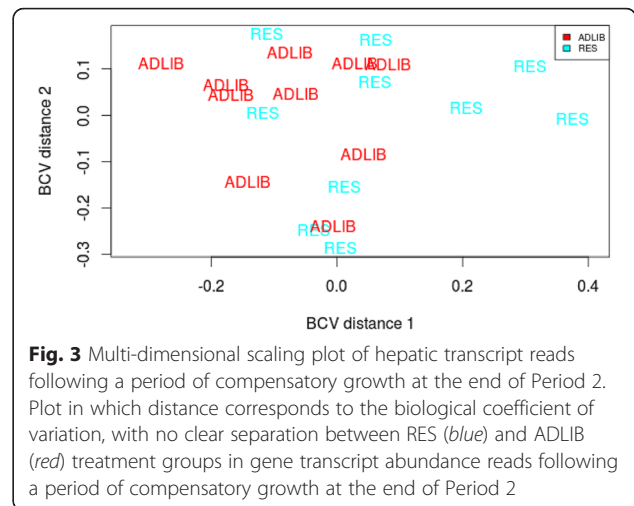 ADLIB
RES
RES
RES
ADLIB
ADLIB
ADLIB
ADLIB
RES
ADLIB
RES
ADLIB
ADLIB
RES
RES
RES
ADLIB
ADLIB
RES
ADLIB
RES
RES
0.1
0.0
-0.1
-0.2
-0.3
BCV distance 2
-0.2
0.0
0.2
0.4
BCV distance 1
Fig. 3 Multi-dimensional scaling plot of hepatic transcript reads
following a period of compensatory growth at the end of Period 2.
Plot in which distance corresponds to the biological coefficient of
variation, with no clear separation between RES (blue) and ADLIB
(red) treatment groups in gene transcript abundance reads following
a period of compensatory growth at the end of Period 2